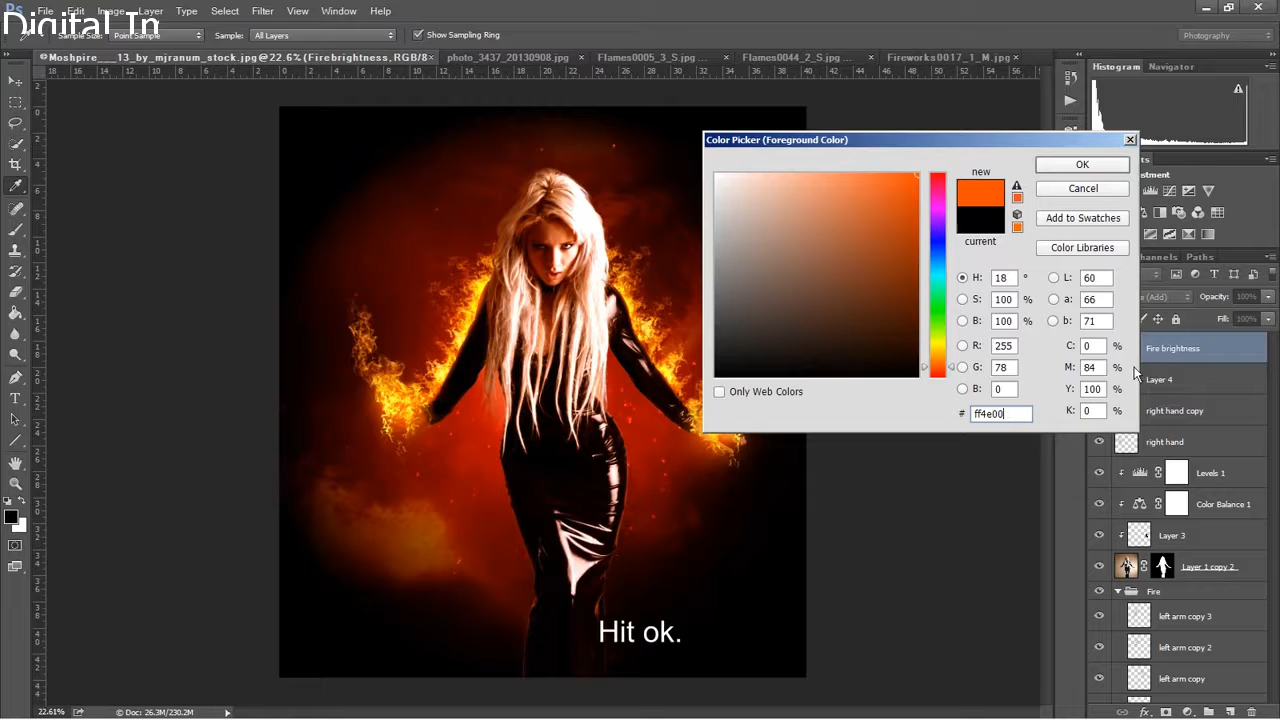 Ps File Edit Image Layer Type Select Filter View Window Help
Digital In
Sample Size: Point Sample Sample: All Layers Show Sampling Ring Photography
©Moshpire___13_by_mjranum_stock.jpg@22.6%(Firebrightness,RGB/8 photo_3437_20130908.jpg Flames0005_3_S.jpg ... Flames0044_2_S.jpg ... Fireworks0017_1_M.jpg
Histogram Navigator
Color Picker (Foreground Color)
new
current
OK
Cancel
Add to Swatches
Color Libraries
H: 18 ° L: 60
S: 100 % a: 66
B: 100 % b: 71
R: 255 C: 0 %
G: 78 M: 84 %
B: 0 Y: 100 %
# ff4e00 K: 0 %
Only Web Colors
Paths
(Add) Opacity: 100%
Fill: 100%
Fire brightness
Layer 4
right hand copy
right hand
Levels 1
Color Balance 1
Layer 3
Layer 1 copy 2
Fire
left arm copy 3
left arm copy 2
left arm copy
Hit ok.
22.61% Doc: 26.3M/230.2M